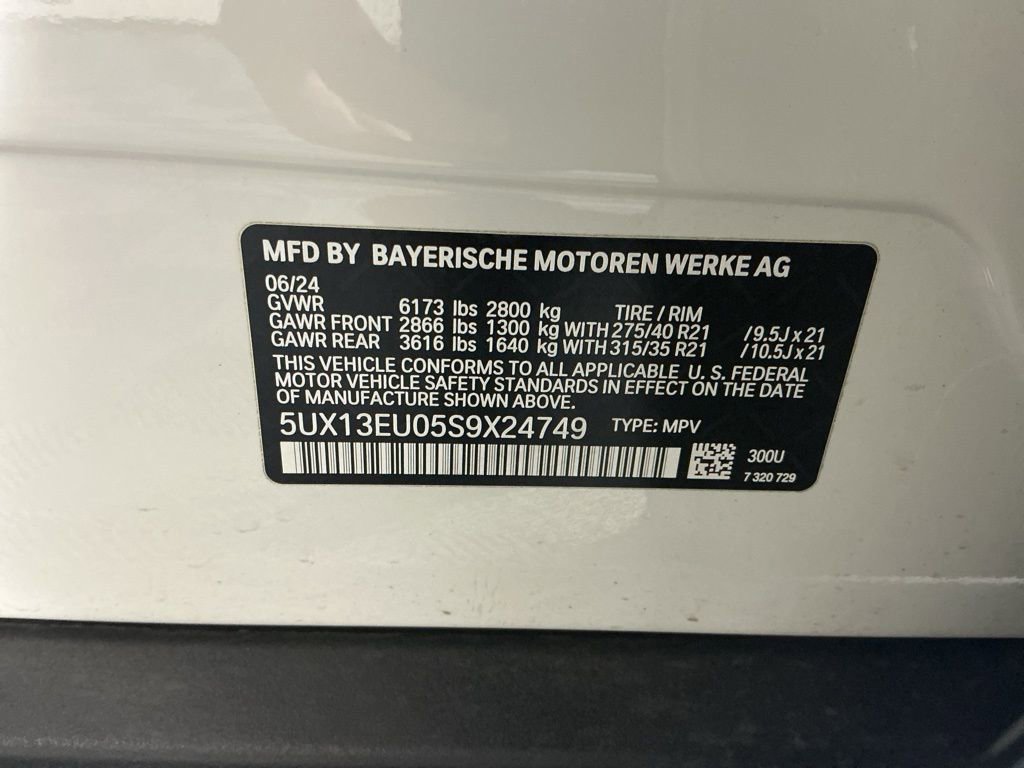 MFD BY BAYERISCHE MOTOREN WERKE AG
06/24
GVWR 6173 lbs 2800 kg TIRE / RIM
GAWR FRONT 2866 lbs 1300 kg WITH 275/40 R21 /9.5J x 21
GAWR REAR 3616 lbs 1640 kg WITH 315/35 R21 /10.5J x 21
THIS VEHICLE CONFORMS TO ALL APPLICABLE U. S. FEDERAL
MOTOR VEHICLE SAFETY STANDARDS IN EFFECT ON THE DATE
OF MANUFACTURE SHOWN ABOVE.
5UX13EU05S9X24749 TYPE: MPV
300U
7 320 729